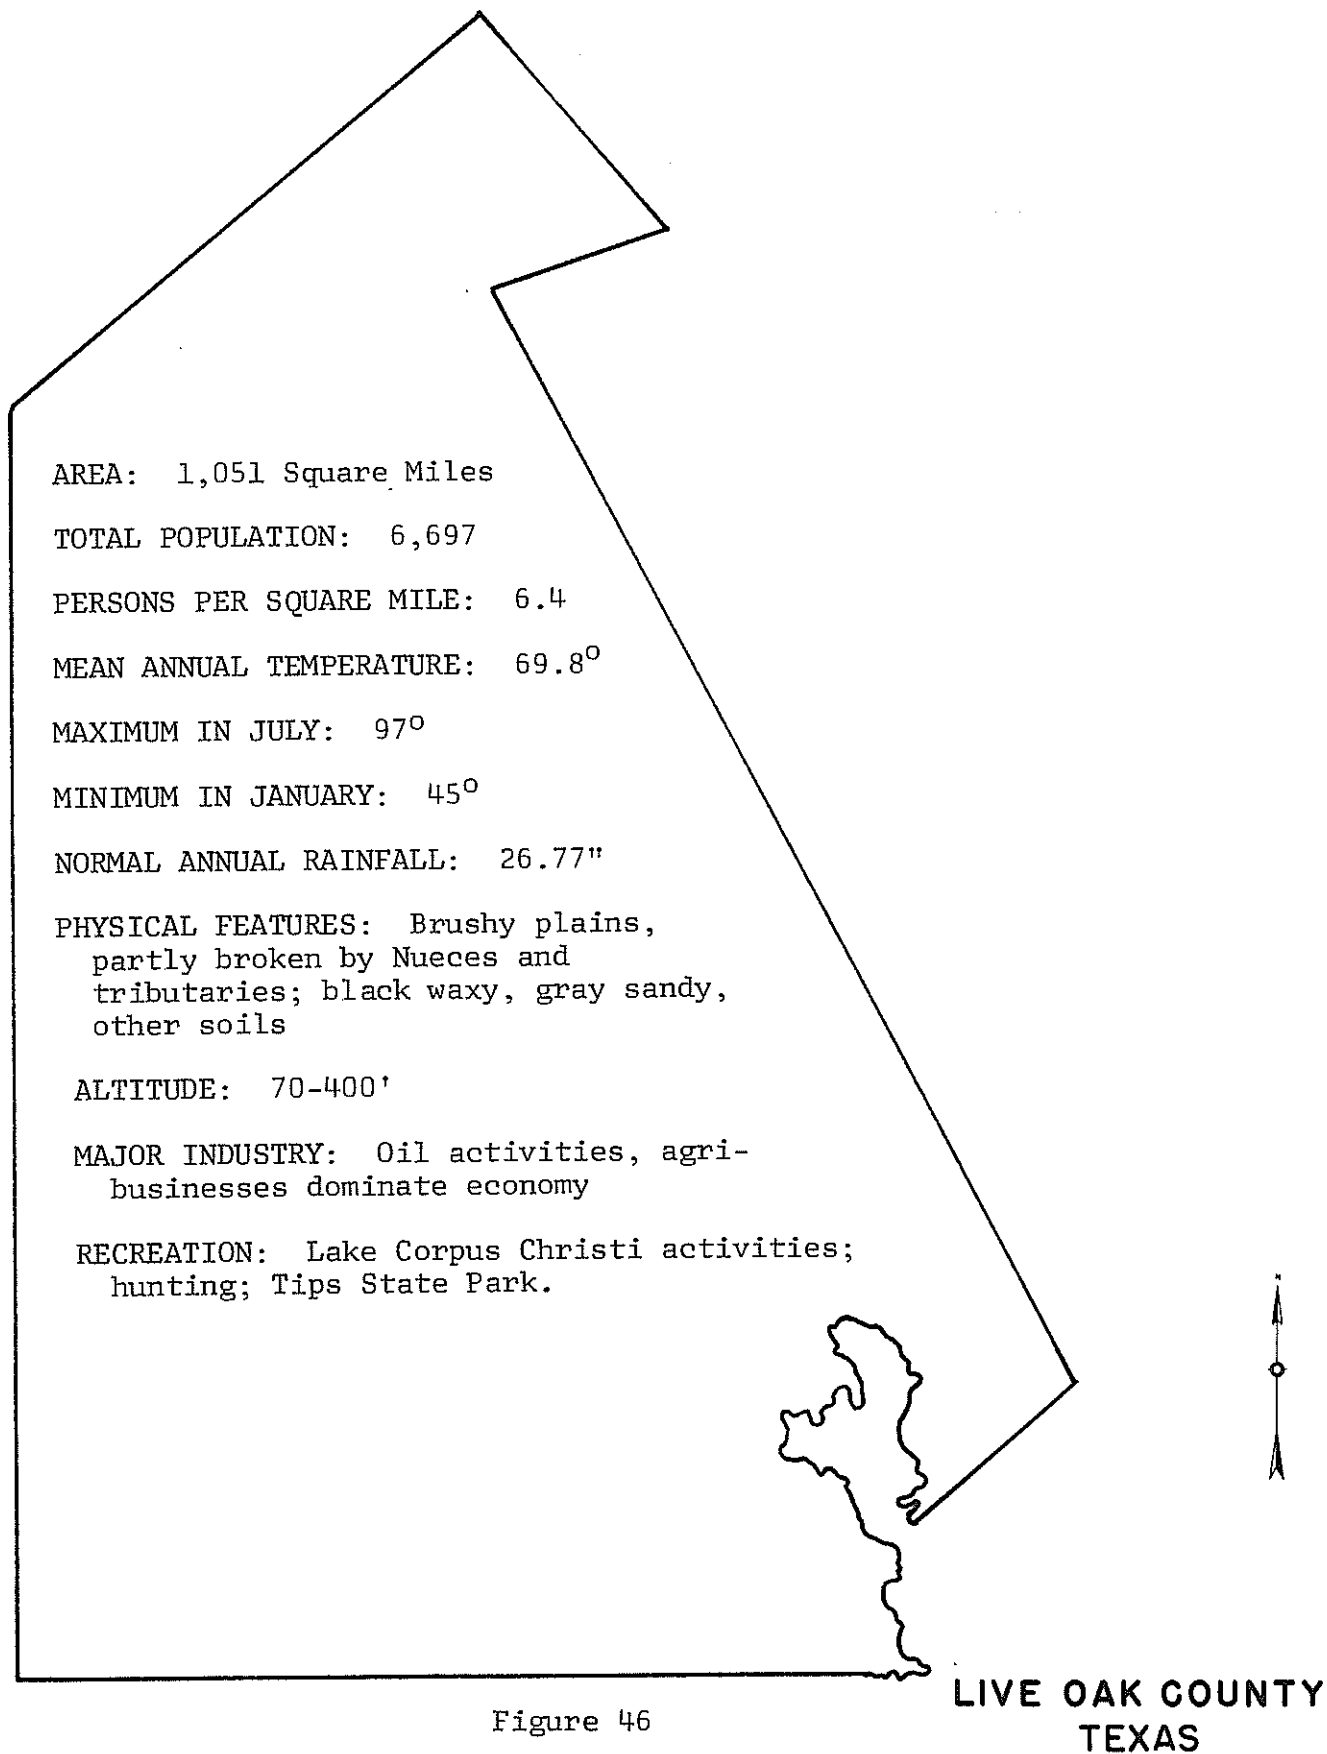 AREA: 1,051 Square Miles
TOTAL POPULATION: 6,697
PERSONS PER SQUARE MILE: 6.4
MEAN ANNUAL TEMPERATURE: 69.8°
MAXIMUM IN JULY: 97°
MINIMUM IN JANUARY: 45°
NORMAL ANNUAL RAINFALL: 26.77"
PHYSICAL FEATURES: Brushy plains,
partly broken by Nueces and
tributaries; black waxy, gray sandy,
other soils
ALTITUDE: 70-400'
MAJOR INDUSTRY: Oil activities, agri-
businesses dominate economy
RECREATION: Lake Corpus Christi activities;
hunting; Tips State Park.
LIVE OAK COUNTY
TEXAS
Figure 46